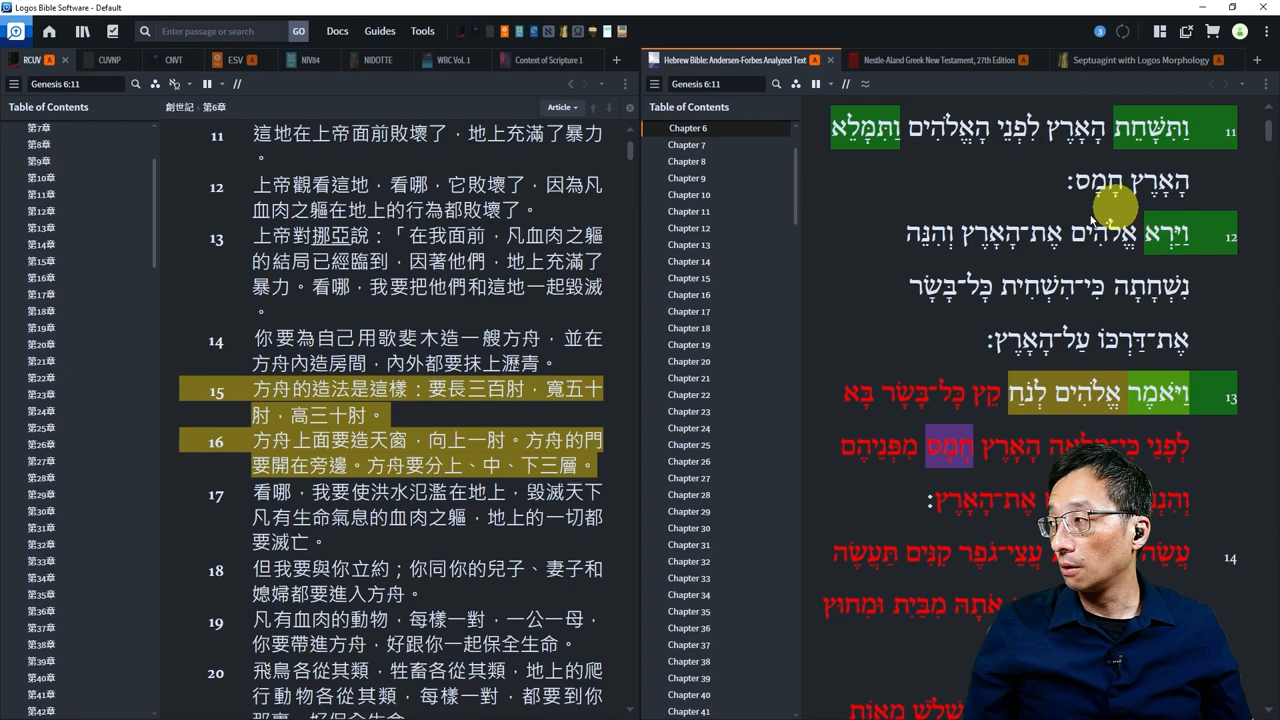 Logos Bible Software - Default
Enter passage or search
GO
Docs
Guides
Tools
3
RCUV A
CUVNP
CNVT
ESV A
NIV84
NIDOTTE
WBC Vol. 1
Context of Scripture 1
Genesis 6:11
Table of Contents
創世記 › 第6章
Article
第7章
第8章
第9章
第10章
第11章
第12章
第13章
第14章
第15章
第16章
第17章
第18章
第19章
第20章
第21章
第22章
第23章
第24章
第25章
第26章
第27章
第28章
第29章
第30章
第31章
第32章
第33章
第34章
第35章
第36章
第37章
第38章
第39章
第40章
第41章
第42章
11 這地在上帝面前敗壞了，地上充滿了暴力
。
12 上帝觀看這地，看哪，它敗壞了，因為凡
血肉之軀在地上的行為都敗壞了。
13 上帝對挪亞說：「在我面前，凡血肉之軀
的結局已經臨到，因著他們，地上充滿了
暴力。看哪，我要把他們和這地一起毀滅
。
14 你要為自己用歌斐木造一艘方舟，並在
方舟內造房間，內外都要抹上瀝青。
15 方舟的造法是這樣：要長三百肘，寬五十
肘，高三十肘。
16 方舟上面要造天窗，向上一肘。方舟的門
要開在旁邊。方舟要分上、中、下三層。
17 看哪，我要使洪水氾濫在地上，毀滅天下
凡有生命氣息的血肉之軀，地上的一切都
要滅亡。
18 但我要與你立約；你同你的兒子、妻子和
媳婦都要進入方舟。
19 凡有血肉的動物，每樣一對，一公一母，
你要帶進方舟，好跟你一起保全生命。
20 飛鳥各從其類，牲畜各從其類，地上的爬
行動物各從其類，每樣一對，都要到你
那裏，好保全生命。
Hebrew Bible: Andersen-Forbes Analyzed Text A
Nestle-Aland Greek New Testament, 27th Edition A
Septuagint with Logos Morphology A
Genesis 6:11
Table of Contents
Chapter 6
Chapter 7
Chapter 8
Chapter 9
Chapter 10
Chapter 11
Chapter 12
Chapter 13
Chapter 14
Chapter 15
Chapter 16
Chapter 17
Chapter 18
Chapter 19
Chapter 20
Chapter 21
Chapter 22
Chapter 23
Chapter 24
Chapter 25
Chapter 26
Chapter 27
Chapter 28
Chapter 29
Chapter 30
Chapter 31
Chapter 32
Chapter 33
Chapter 34
Chapter 35
Chapter 36
Chapter 37
Chapter 38
Chapter 39
Chapter 40
Chapter 41
11 וַתִּשָּׁחֵת הָאָרֶץ לִפְנֵי הָאֱלֹהִים וַתִּמָּלֵא
הָאָרֶץ חָמָס׃
12 וַיַּרְא אֱלֹהִים אֶת־הָאָרֶץ וְהִנֵּה
נִשְׁחָתָה כִּי־הִשְׁחִית כָּל־בָּשָׂר
אֶת־דַּרְכּוֹ עַל־הָאָרֶץ׃
13 וַיֹּאמֶר אֱלֹהִים לְנֹחַ קֵץ כָּל־בָּשָׂר בָּא
לְפָנַי כִּי־מָלְאָה הָאָרֶץ חָמָס מִפְּנֵיהֶם
אֶת־הָאָרֶץ׃
14 עֲשֵׂה עֲצֵי־גֹפֶר קִנִּים תַּעֲשֶׂה
אֹתָהּ מִבַּיִת וּמִחוּץ
שְׁלֹשׁ מֵאוֹת